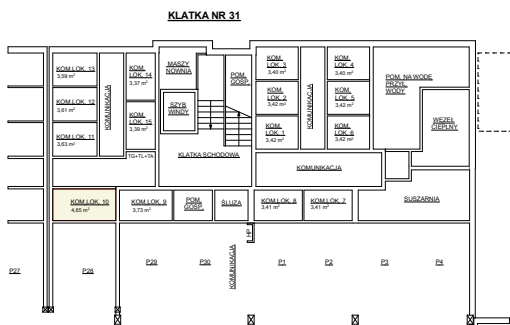 KLATKA NR 31
KOM.LOK. 13
3,59 m²
KOM.LOK. 12
3,61 m²
KOM.LOK. 11
3,63 m²
KOMUNIKACJA
KOM.
LOK. 14
3,37 m²
KOM.
LOK. 15
3,39 m²
TG+TL+TA
MASZY
NOWNIA
SZYB
WINDY
POM.
GOSP.
KLATKA SCHODOWA
KOM.
LOK. 3
3,40 m²
KOM.
LOK. 2
3,42 m²
KOM.
LOK. 1
3,42 m²
KOMUNIKACJA
KOM.
LOK. 4
3,40 m²
KOM.
LOK. 5
3,42 m²
KOM.
LOK. 6
3,42 m²
POM. NA WODĘ
PRZYŁ.
WODY
WĘZEŁ
CIEPLNY
KOMUNIKACJA
KOM.LOK. 10
4,65 m²
KOM.LOK. 9
3,73 m²
POM.
GOSP.
ŚLUZA
KOM.LOK. 8
3,41 m²
KOM.LOK. 7
3,41 m²
SUSZARNIA
HP
KOMUNIKACJA
P27
P28
P29
P30
P1
P2
P3
P4